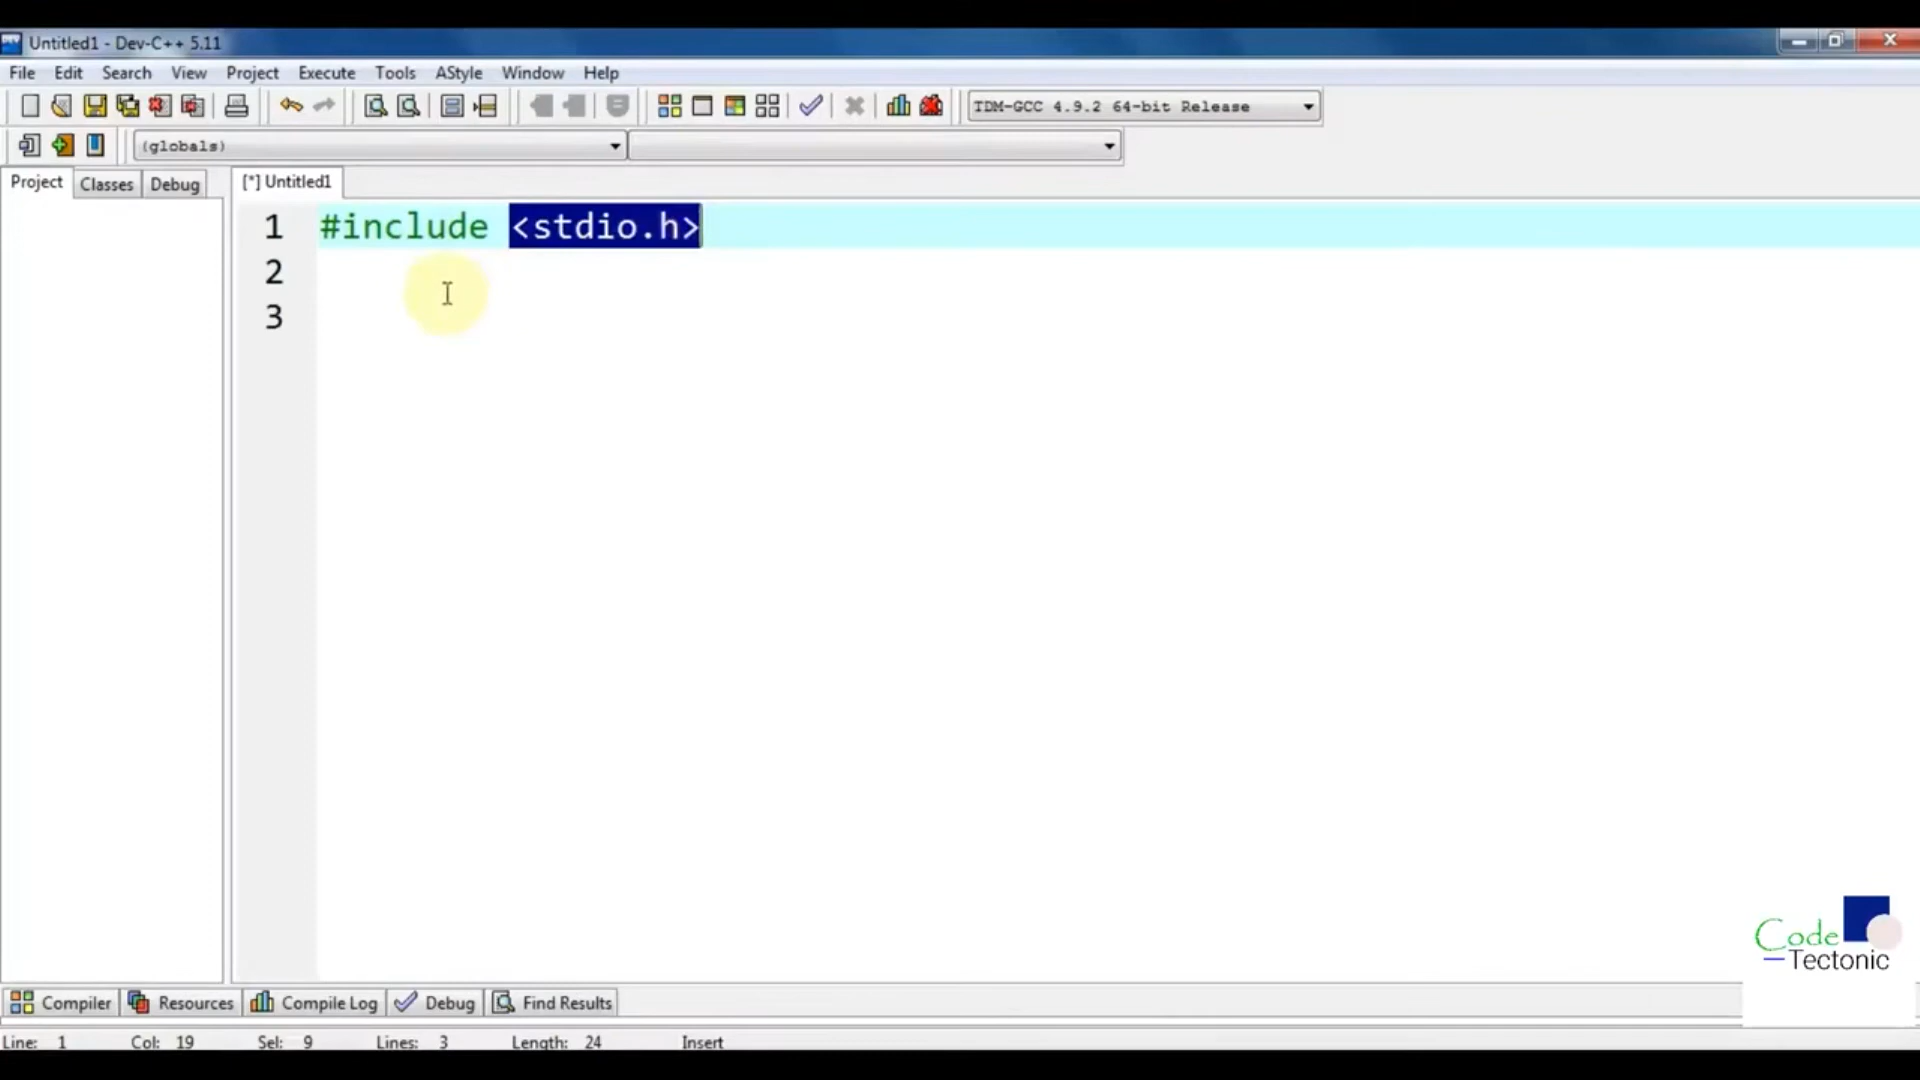 Untitled1 - Dev-C++ 5.11
File Edit Search View Project Execute Tools AStyle Window Help
TDM-GCC 4.9.2 64-bit Release
(globals)
Project Classes Debug [*] Untitled1
1 #include <stdio.h>
2
3
Code
Tectonic
Compiler Resources Compile Log Debug Find Results
Line: 1 Col: 19 Sel: 9 Lines: 3 Length: 24 Insert